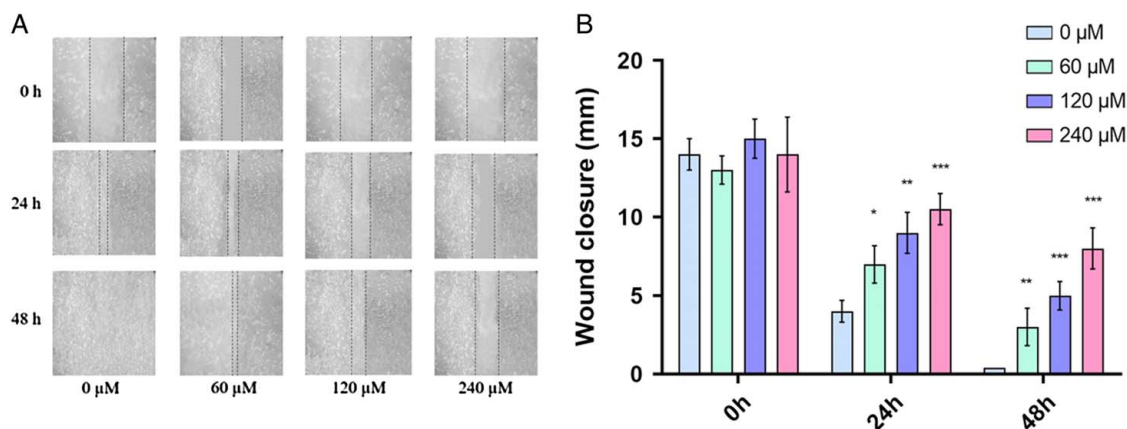 A
0 h
24 h
48 h
0 µM
60 µM
120 µM
240 µM
B
0 µM
60 µM
120 µM
240 µM
Wound closure (mm)
20
15
10
5
0
*
**
***
**
***
***
0h
24h
48h